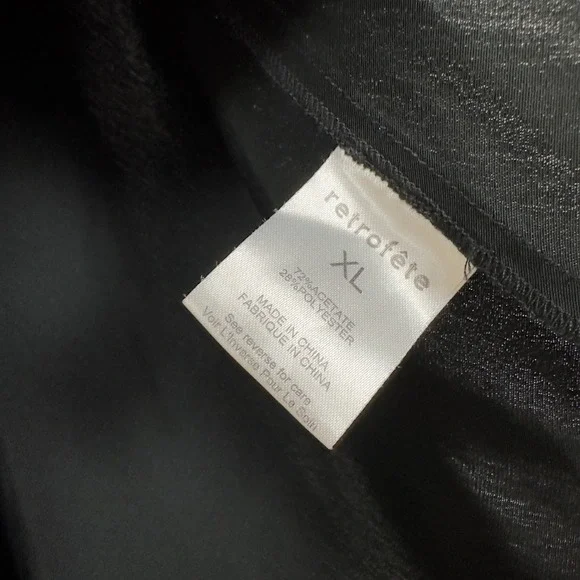 retrofête
XL
72%ACETATE
28%POLYESTER
MADE IN CHINA
FABRIQUE IN CHINA
See reverse for care
Voir L'inverse Pour Le Soin